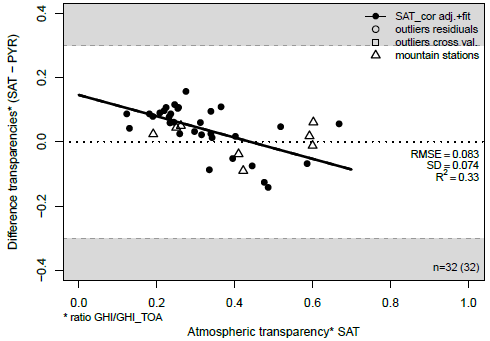 SAT_cor adj.+fit
outliers residuals
outliers cross val.
mountain stations
0.4
0.2
0.0
−0.2
−0.4
Difference transparencies* (SAT − PYR)
RMSE = 0.083
SD = 0.074
R² = 0.33
n=32 (32)
0.0 0.2 0.4 0.6 0.8 1.0
* ratio GHI/GHI_TOA
Atmospheric transparency* SAT